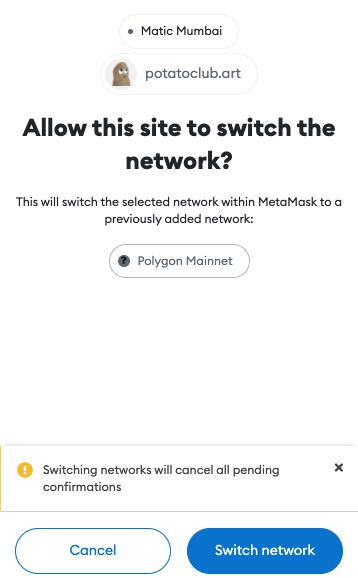 Matic Mumbai
potatoclub.art
Allow this site to switch the
network?
This will switch the selected network within MetaMask to a
previously added network:
? Polygon Mainnet
Switching networks will cancel all pending
confirmations
Cancel
Switch network